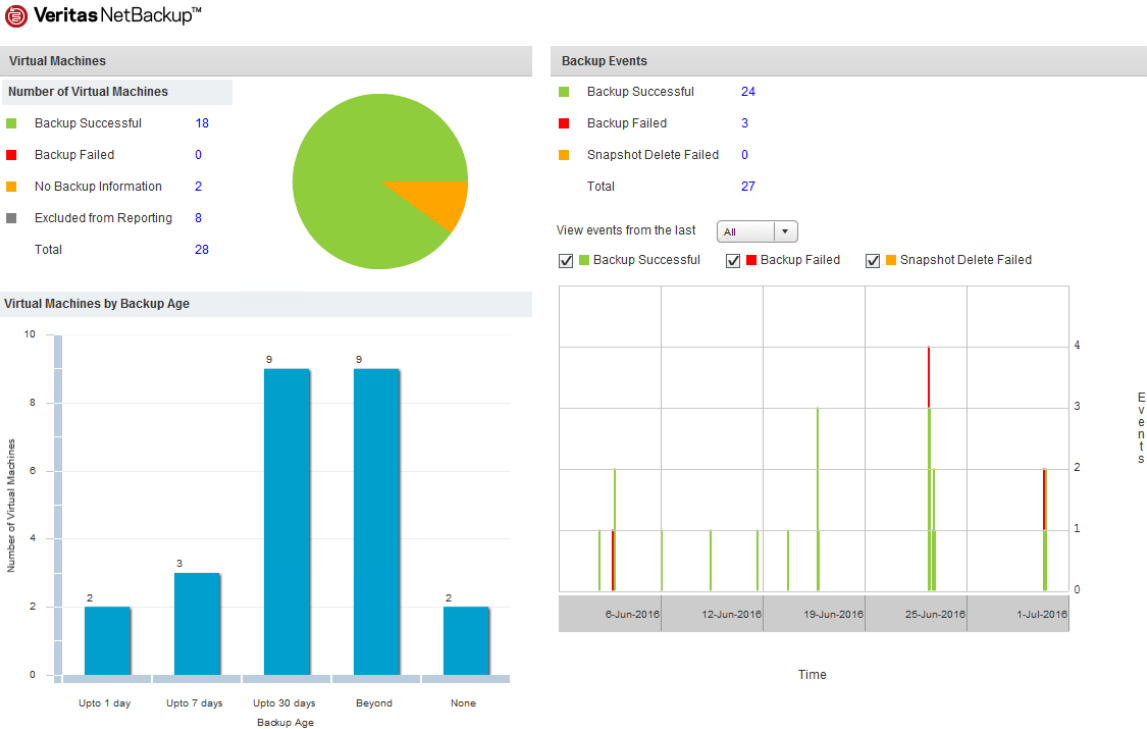 Veritas NetBackup™
Virtual Machines
Number of Virtual Machines
Backup Successful 18
Backup Failed 0
No Backup Information 2
Excluded from Reporting 8
Total 28
Virtual Machines by Backup Age
10
8
6
4
2
0
Number of Virtual Machines
2
3
9
9
2
Upto 1 day Upto 7 days Upto 30 days Beyond None
Backup Age
Backup Events
Backup Successful 24
Backup Failed 3
Snapshot Delete Failed 0
Total 27
View events from the last All
Backup Successful Backup Failed Snapshot Delete Failed
4
3
2
1
0
Events
6-Jun-2016 12-Jun-2016 19-Jun-2016 25-Jun-2016 1-Jul-2016
Time